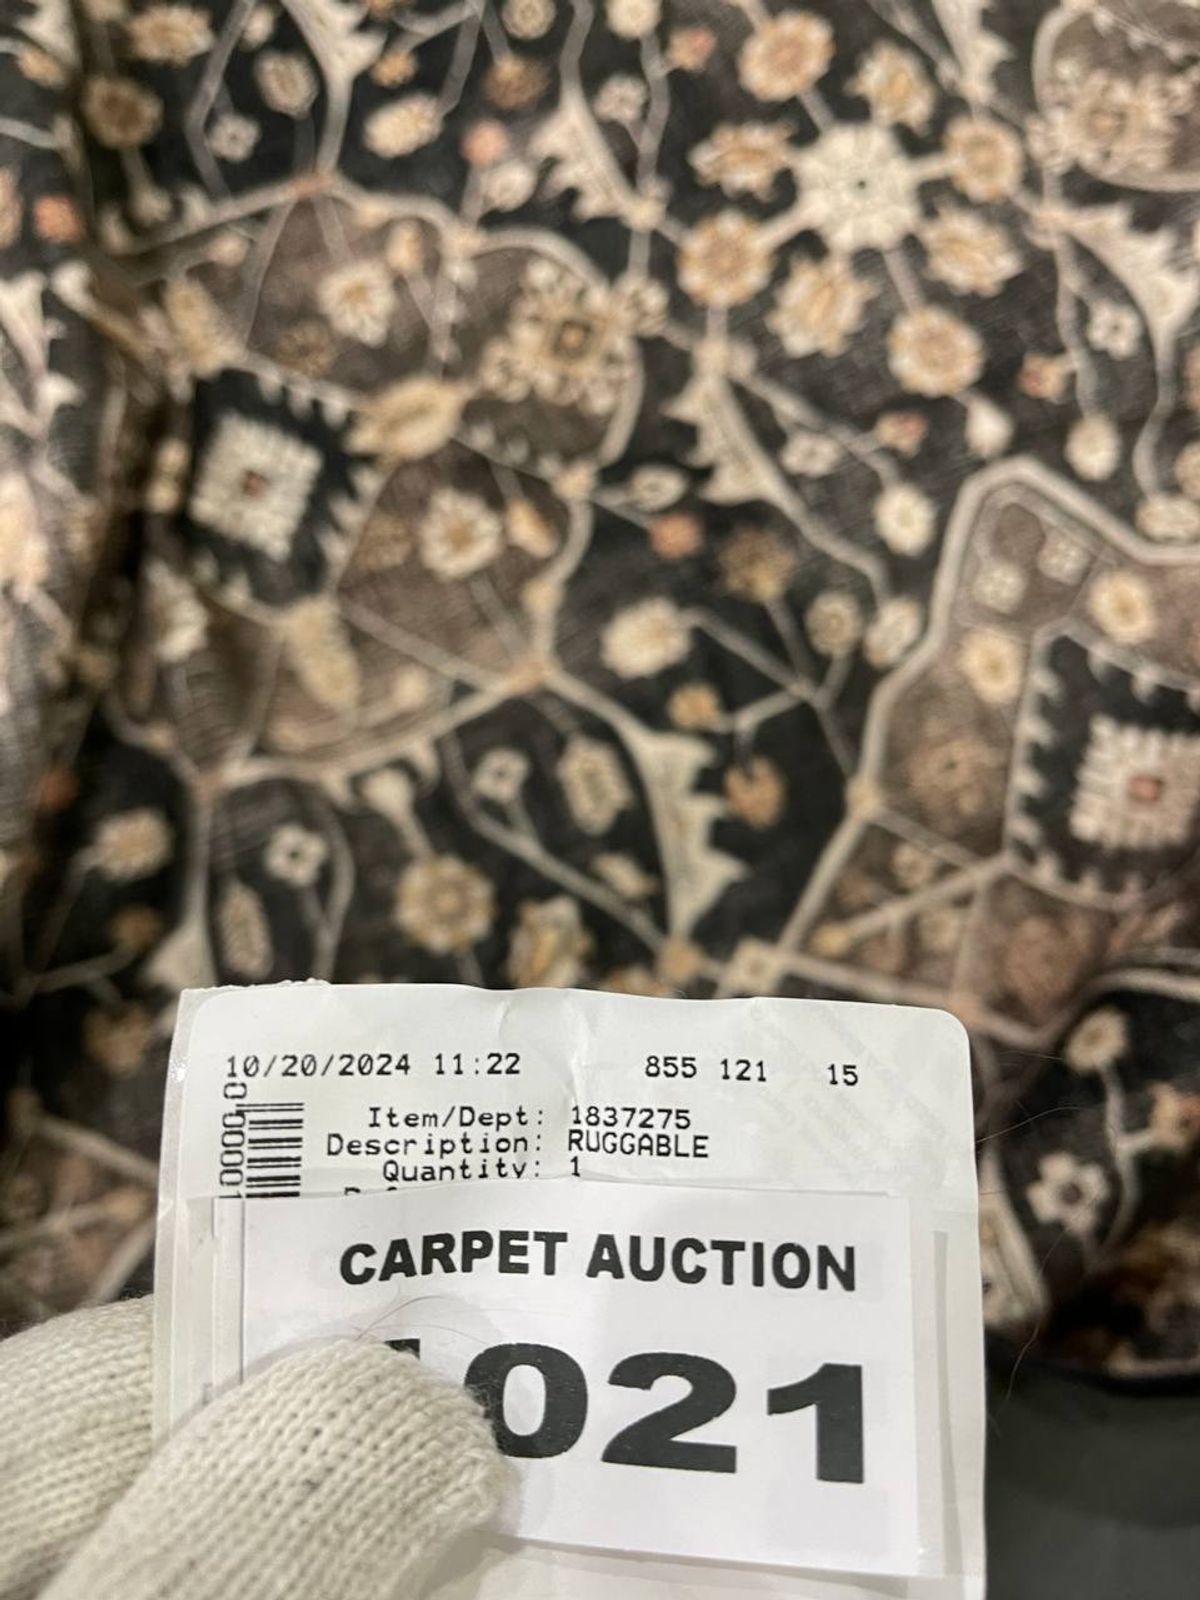 10/20/2024 11:22 855 121 15
Item/Dept: 1837275
Description: RUGGABLE
Quantity: 1
CARPET AUCTION
021